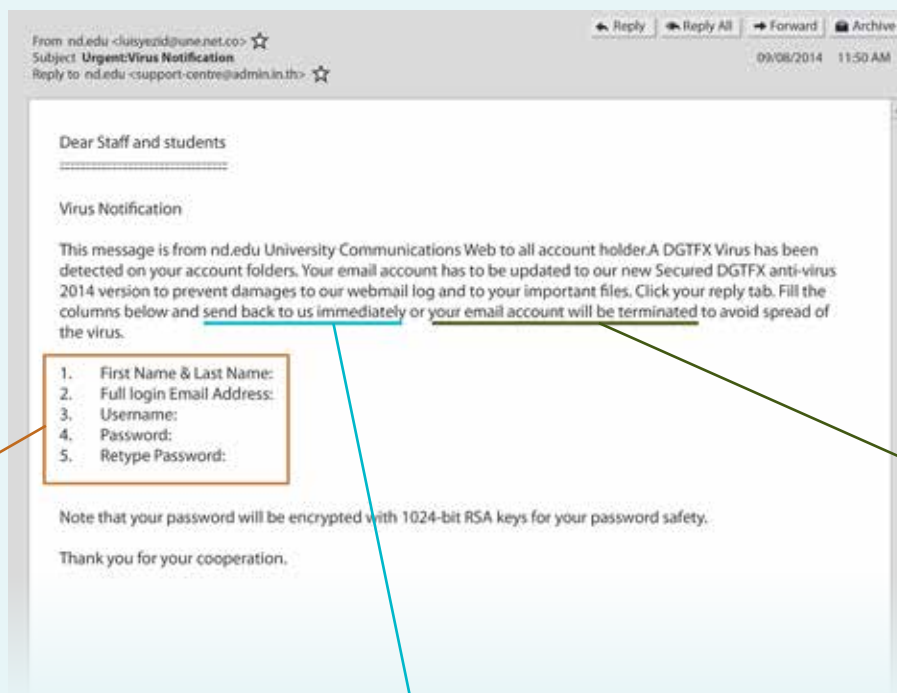 Reply Reply All Forward Archive
From nd.edu <luisyezid@une.net.co>
Subject Urgent:Virus Notification
Reply to nd.edu <support-centre@admin.in.th>
09/08/2014 11:50 AM
Dear Staff and students
============================
Virus Notification
This message is from nd.edu University Communications Web to all account holder.A DGTFX Virus has been
detected on your account folders. Your email account has to be updated to our new Secured DGTFX anti-virus
2014 version to prevent damages to our webmail log and to your important files. Click your reply tab. Fill the
columns below and send back to us immediately or your email account will be terminated to avoid spread of
the virus.
1. First Name & Last Name:
2. Full login Email Address:
3. Username:
4. Password:
5. Retype Password:
Note that your password will be encrypted with 1024-bit RSA keys for your password safety.
Thank you for your cooperation.